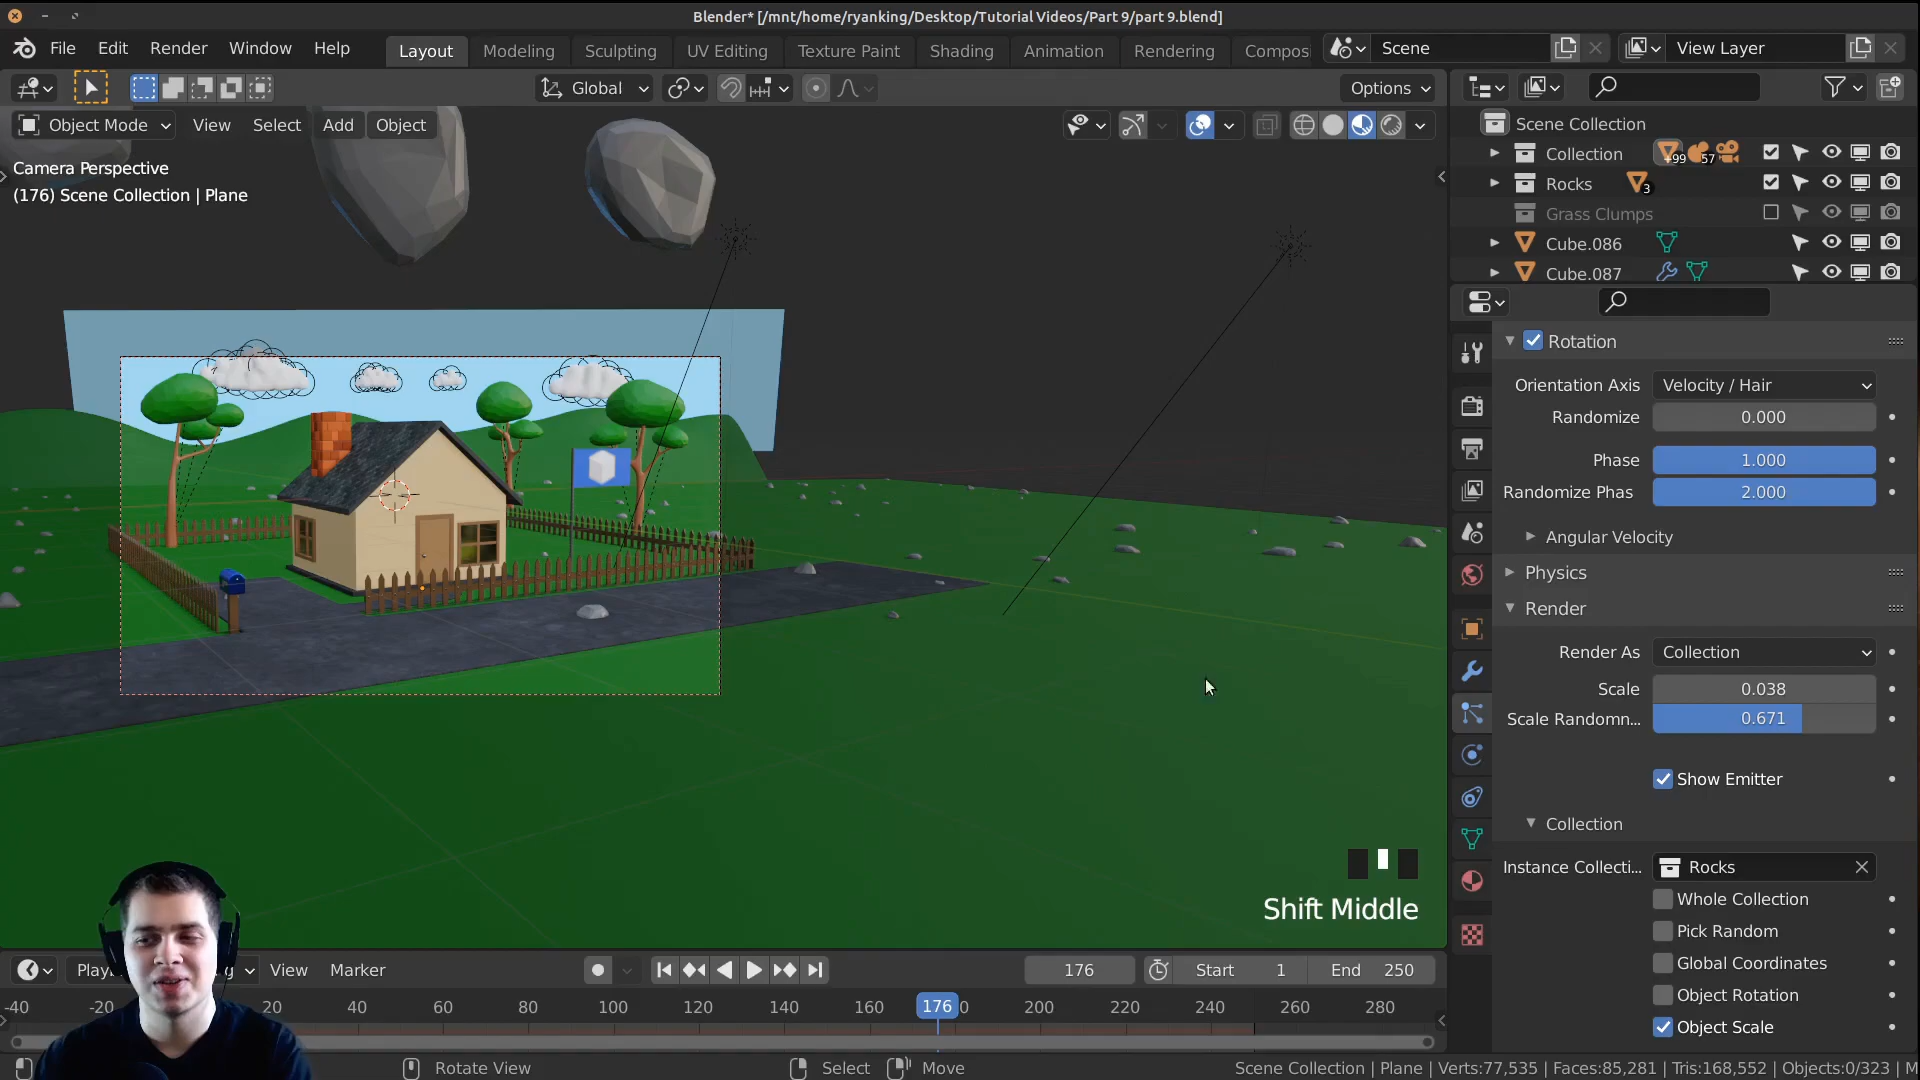 Blender* [/mnt/home/ryanking/Desktop/Tutorial Videos/Part 9/part 9.blend]
File Edit Render Window Help Layout Modeling Sculpting UV Editing Texture Paint Shading Animation Rendering Compos Scene View Layer
Global Options
Object Mode View Select Add Object
Camera Perspective
(176) Scene Collection | Plane
Scene Collection
Collection +99 57
Rocks 3
Grass Clumps
Cube.086
Cube.087
Rotation
Orientation Axis Velocity / Hair
Randomize 0.000
Phase 1.000
Randomize Phas 2.000
Angular Velocity
Physics
Render
Render As Collection
Scale 0.038
Scale Randomn... 0.671
Show Emitter
Collection
Instance Collecti... Rocks
Whole Collection
Pick Random
Global Coordinates
Object Rotation
Object Scale
Shift Middle
View Marker 176 Start 1 End 250
-40 -20 20 40 60 80 100 120 140 160 176 200 220 240 260 280
Rotate View Select Move Scene Collection | Plane | Verts:77,535 | Faces:85,281 | Tris:168,552 | Objects:0/323 | M